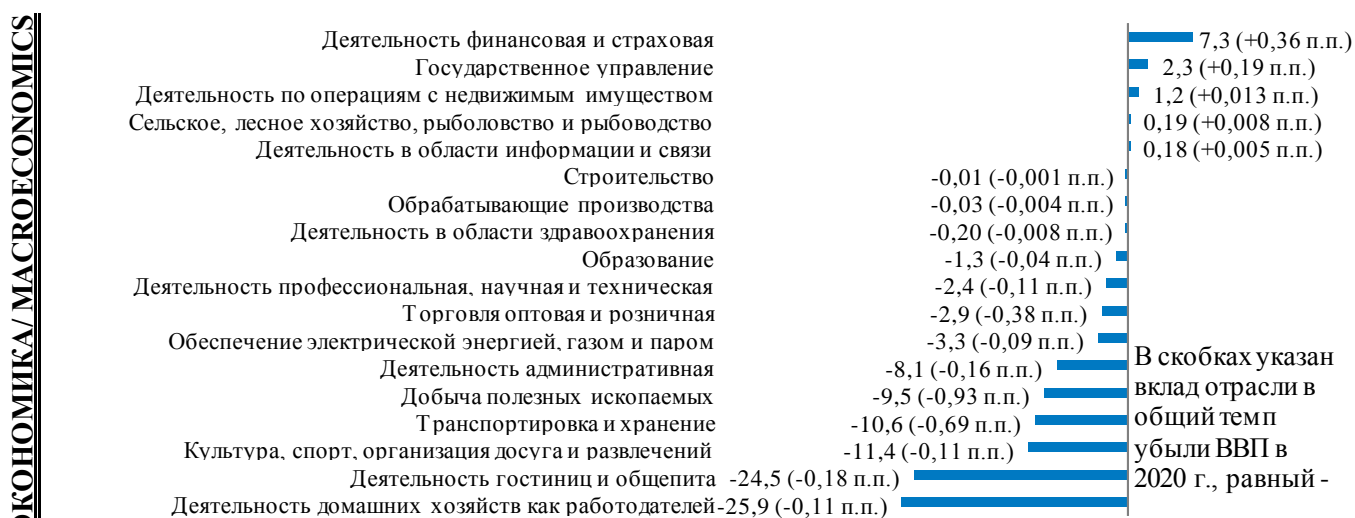 ОНОМИКА/ MACROECONOMICS
Деятельность финансовая и страховая 7,3 (+0,36 п.п.)
Государственное управление 2,3 (+0,19 п.п.)
Деятельность по операциям с недвижимым имуществом 1,2 (+0,013 п.п.)
Сельское, лесное хозяйство, рыболовство и рыбоводство 0,19 (+0,008 п.п.)
Деятельность в области информации и связи 0,18 (+0,005 п.п.)
Строительство -0,01 (-0,001 п.п.)
Обрабатывающие производства -0,03 (-0,004 п.п.)
Деятельность в области здравоохранения -0,20 (-0,008 п.п.)
Образование -1,3 (-0,04 п.п.)
Деятельность профессиональная, научная и техническая -2,4 (-0,11 п.п.)
Торговля оптовая и розничная -2,9 (-0,38 п.п.)
Обеспечение электрической энергией, газом и паром -3,3 (-0,09 п.п.)
Деятельность административная -8,1 (-0,16 п.п.)
Добыча полезных ископаемых -9,5 (-0,93 п.п.)
Транспортировка и хранение -10,6 (-0,69 п.п.)
Культура, спорт, организация досуга и развлечений -11,4 (-0,11 п.п.)
Деятельность гостиниц и общепита -24,5 (-0,18 п.п.)
Деятельность домашних хозяйств как работодателей -25,9 (-0,11 п.п.)
В скобках указан
вклад отрасли в
общий темп
убыли ВВП в
2020 г., равный -